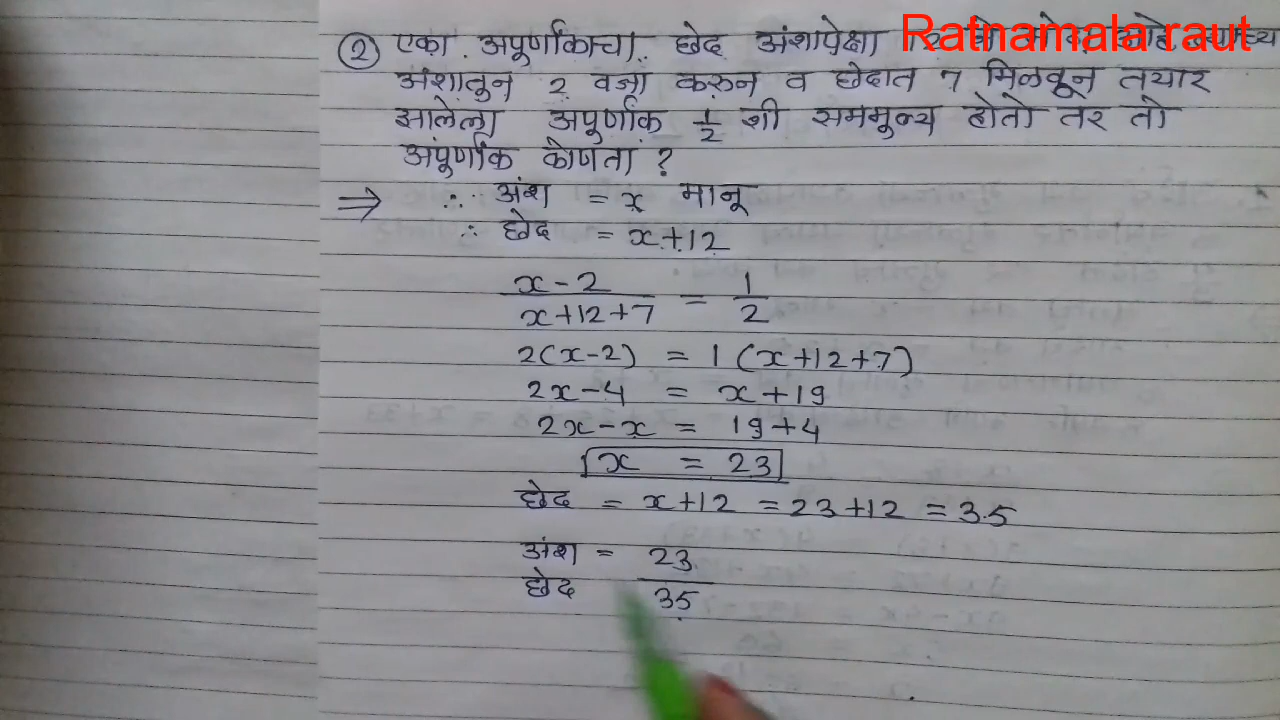 Ratnamala raut
② एका अपूर्णांकाचा छेद अंशापेक्षा
अंशातून 2 वजा करुन व छेदात 7 मिळवून तयार
झालेला अपूर्णांक 1/2 शी सममूल्य होतो तर तो
अपूर्णांक कोणता ?
⇒ ∴ अंश = x मानू
∴ छेद = x+12
x-2 / x+12+7 = 1/2
2(x-2) = 1(x+12+7)
2x-4 = x+19
2x-x = 19+4
x = 23
छेद = x+12 = 23+12 = 35
अंश = 23
छेद 35